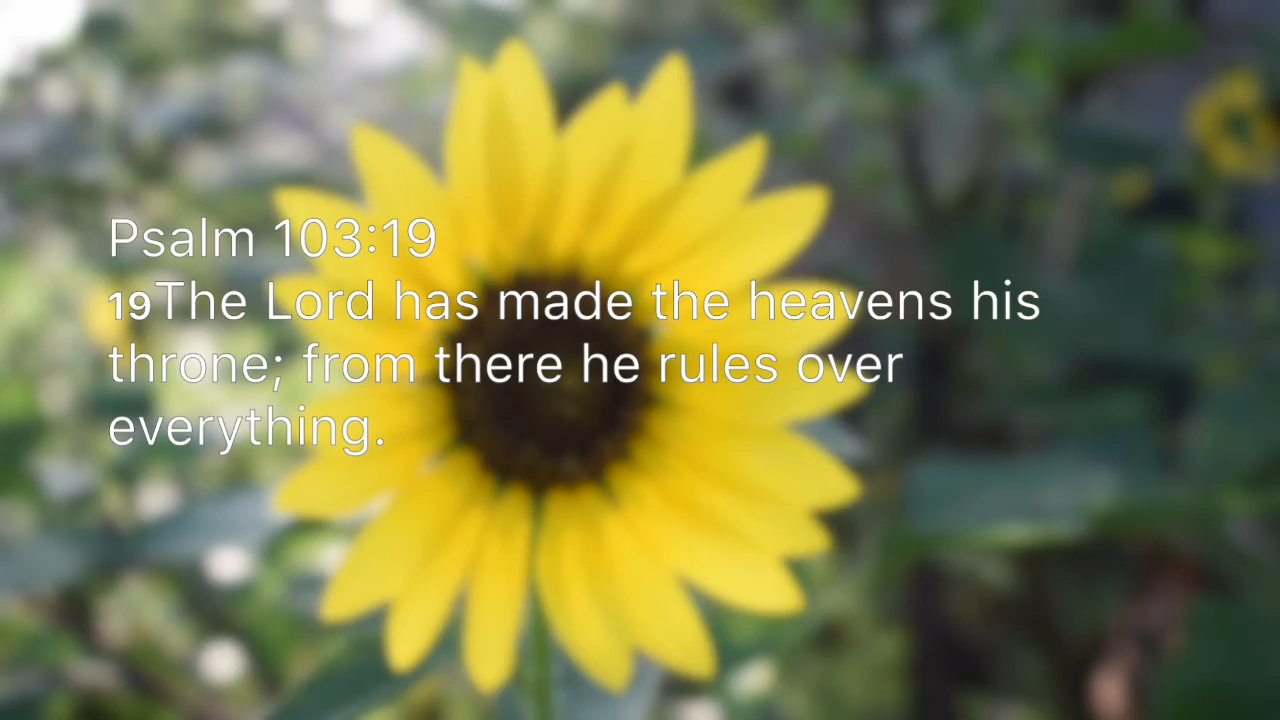 Psalm 103:19
19The Lord has made the heavens his
throne; from there he rules over
everything.